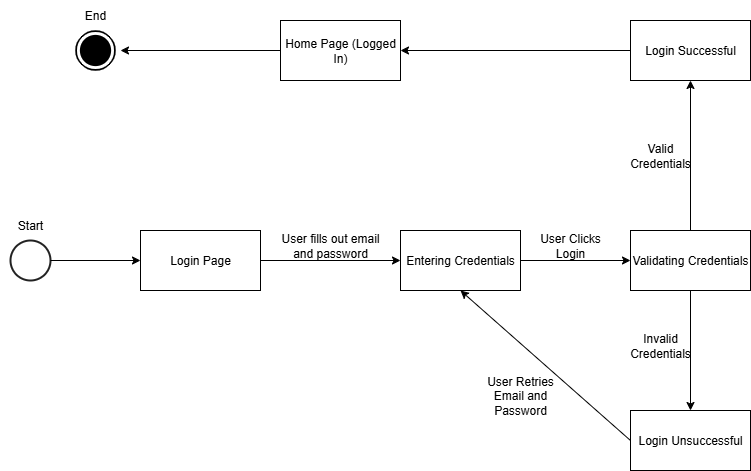 End
Home Page (Logged
In)
Login Successful
Valid
Credentials
Start
Login Page
User fills out email
and password
Entering Credentials
User Clicks
Login
Validating Credentials
Invalid
Credentials
User Retries
Email and
Password
Login Unsuccessful